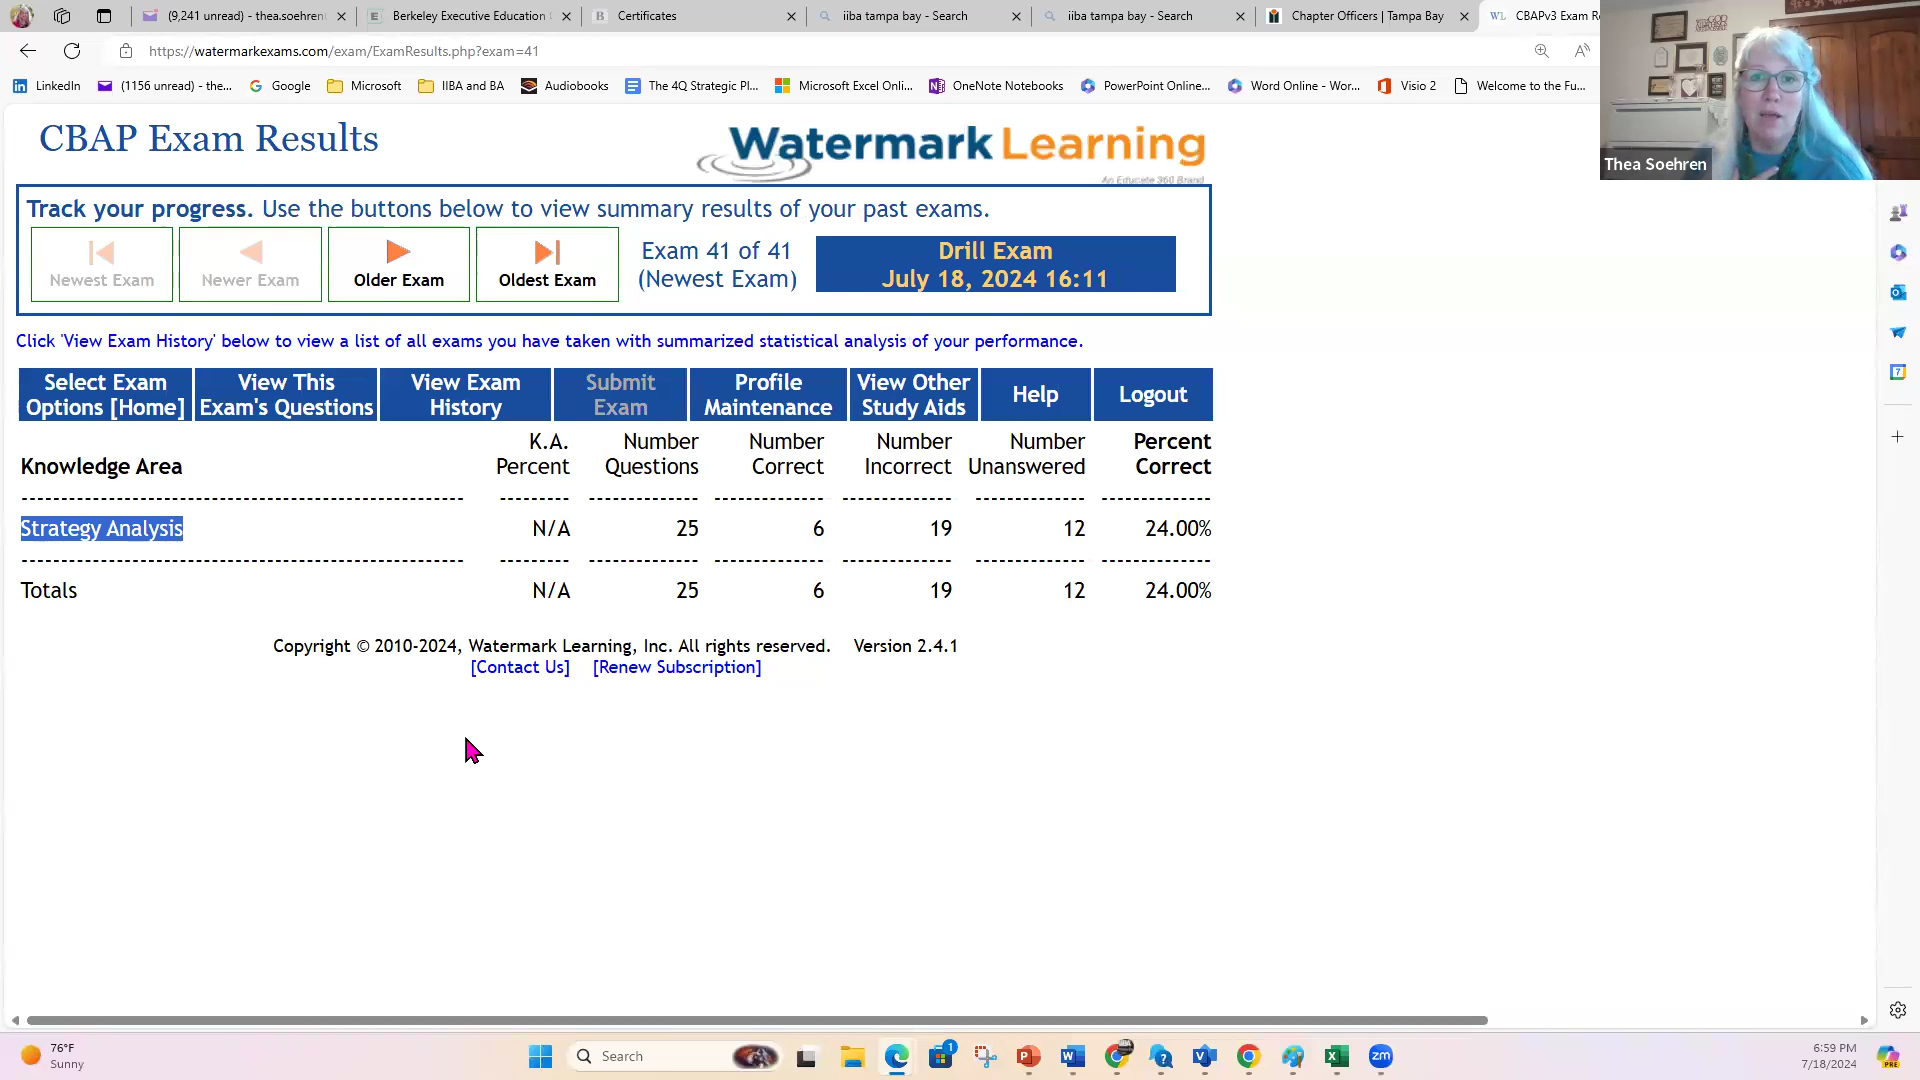 (9,241 unread) - thea.soehren
Berkeley Executive Education
Certificates
iiba tampa bay - Search
iiba tampa bay - Search
Chapter Officers | Tampa Bay
WL CBAPv3 Exam Re
https://watermarkexams.com/exam/ExamResults.php?exam=41
LinkedIn
(1156 unread) - the...
Google
Microsoft
IIBA and BA
Audiobooks
The 4Q Strategic Pl...
Microsoft Excel Onli...
OneNote Notebooks
PowerPoint Online...
Word Online - Wor...
Visio 2
Welcome to the Fu...
Thea Soehren
CBAP Exam Results
Watermark Learning
An Educate 360 Brand
Track your progress. Use the buttons below to view summary results of your past exams.
Newest Exam
Newer Exam
Older Exam
Oldest Exam
Exam 41 of 41
(Newest Exam)
Drill Exam
July 18, 2024 16:11
Click 'View Exam History' below to view a list of all exams you have taken with summarized statistical analysis of your performance.
Select Exam
Options [Home]
View This
Exam's Questions
View Exam
History
Submit
Exam
Profile
Maintenance
View Other
Study Aids
Help
Logout
Knowledge Area
K.A.
Percent
Number
Questions
Number
Correct
Number
Incorrect
Number
Unanswered
Percent
Correct
Strategy Analysis N/A 25 6 19 12 24.00%
Totals N/A 25 6 19 12 24.00%
Copyright © 2010-2024, Watermark Learning, Inc. All rights reserved. Version 2.4.1
[Contact Us] [Renew Subscription]
76°F
Sunny
Search
6:59 PM
7/18/2024